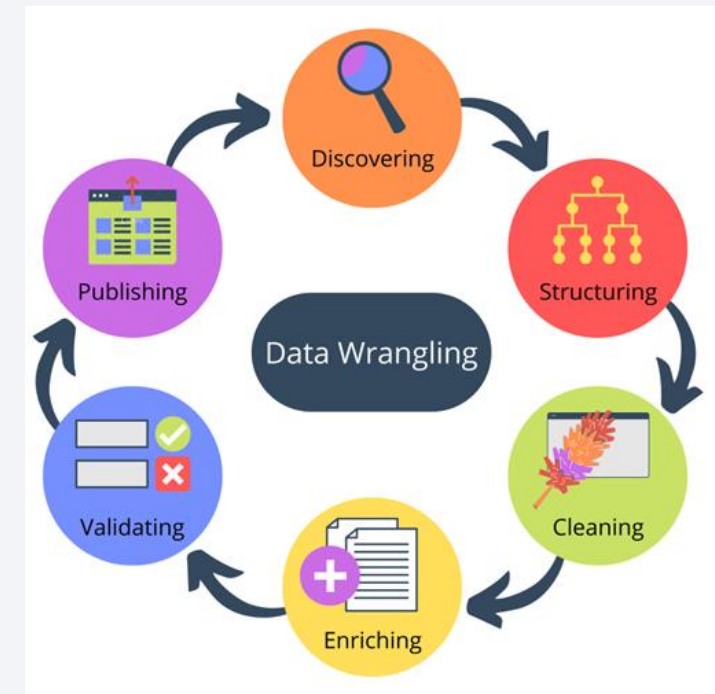 Discovering
Structuring
Cleaning
Enriching
Validating
Publishing
Data Wrangling